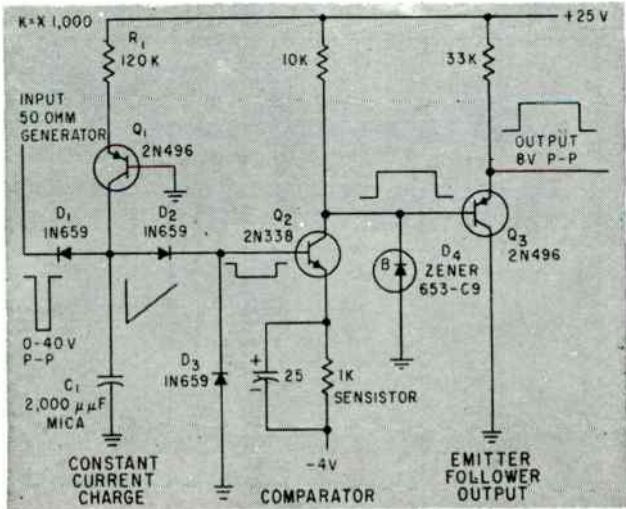 K=X 1,000
+25 V
R1
120K
10K
33K
INPUT
50 OHM
GENERATOR
Q1
2N496
OUTPUT
8V P-P
D1
1N659
D2
1N659
Q2
2N338
D4
ZENER
653-C9
B
Q3
2N496
0-40V
P-P
D3
1N659
+
25
−
1K
SENSISTOR
C1
2,000 μμF
MICA
-4V
CONSTANT
CURRENT
CHARGE
COMPARATOR
EMITTER
FOLLOWER
OUTPUT